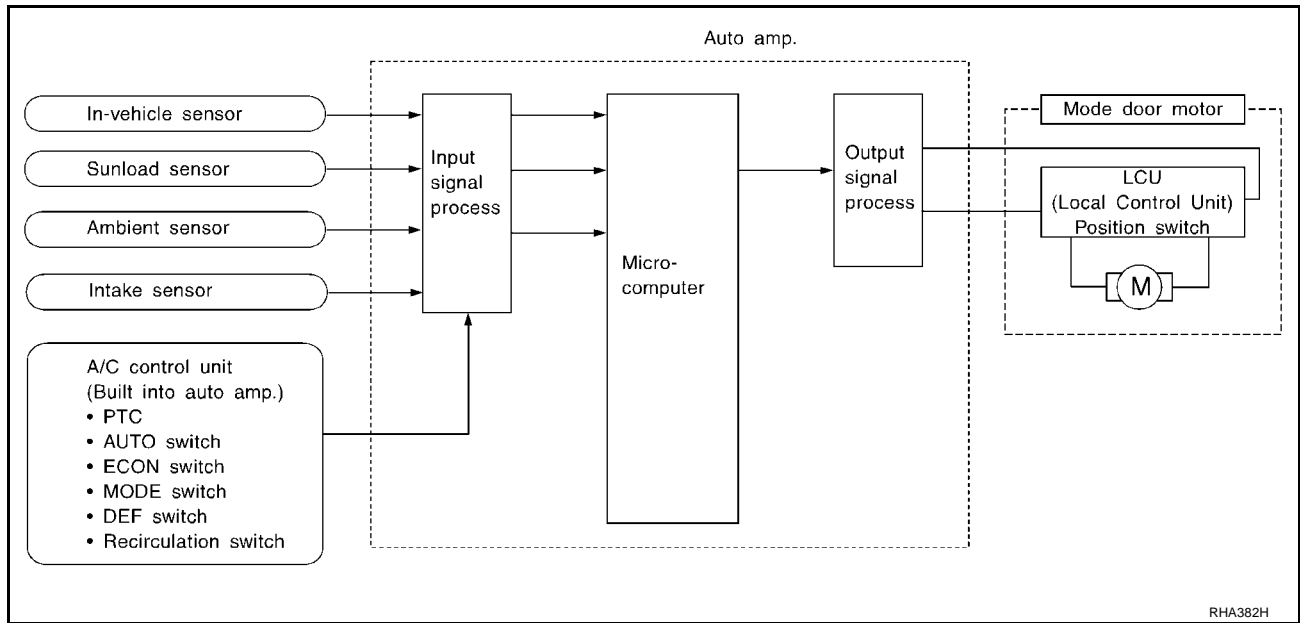 Auto amp.
In-vehicle sensor
Sunload sensor
Ambient sensor
Intake sensor
A/C control unit
(Built into auto amp.)
• PTC
• AUTO switch
• ECON switch
• MODE switch
• DEF switch
• Recirculation switch
Input
signal
process
Micro-
computer
Output
signal
process
Mode door motor
LCU
(Local Control Unit)
Position switch
M
RHA382H